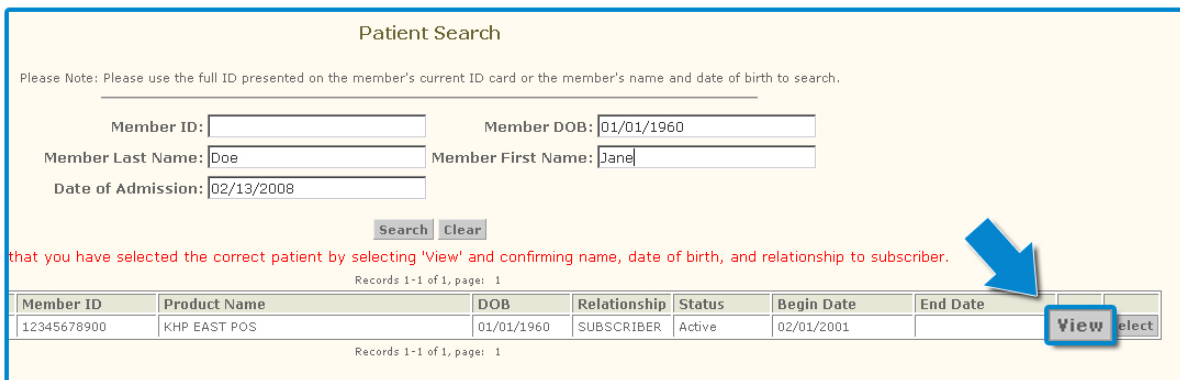 Patient Search
Please Note: Please use the full ID presented on the member's current ID card or the member's name and date of birth to search.
Member ID: Member DOB: 01/01/1960
Member Last Name: Doe Member First Name: Jane
Date of Admission: 02/13/2008
Search Clear
that you have selected the correct patient by selecting 'View' and confirming name, date of birth, and relationship to subscriber.
Records 1-1 of 1, page: 1
Member ID Product Name DOB Relationship Status Begin Date End Date
12345678900 KHP EAST POS 01/01/1960 SUBSCRIBER Active 02/01/2001 View elect
Records 1-1 of 1, page: 1